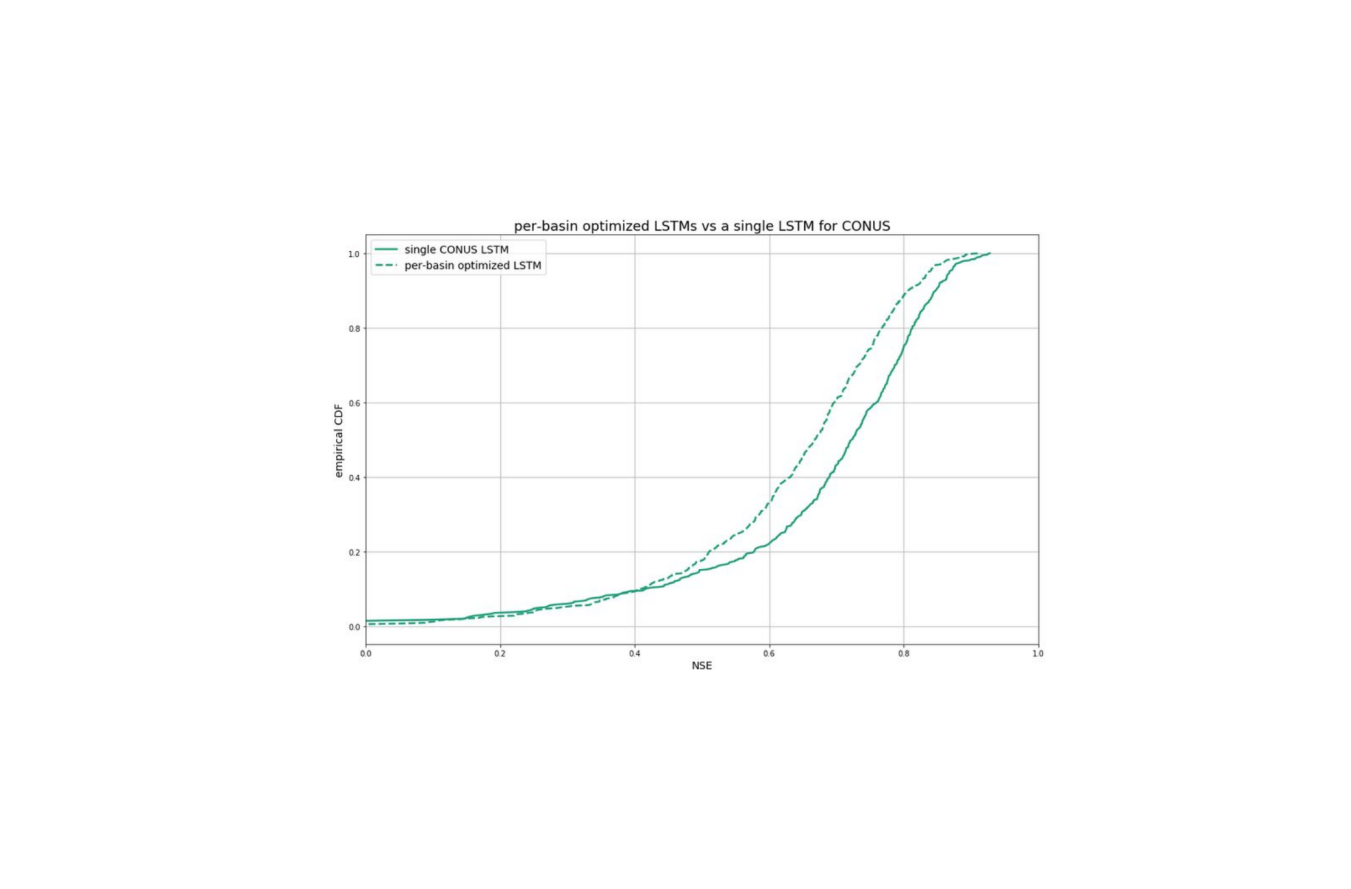 per-basin optimized LSTMs vs a single LSTM for CONUS
single CONUS LSTM
per-basin optimized LSTM
1.0
0.8
0.6
0.4
0.2
0.0
empirical CDF
0.0 0.2 0.4 0.6 0.8 1.0
NSE